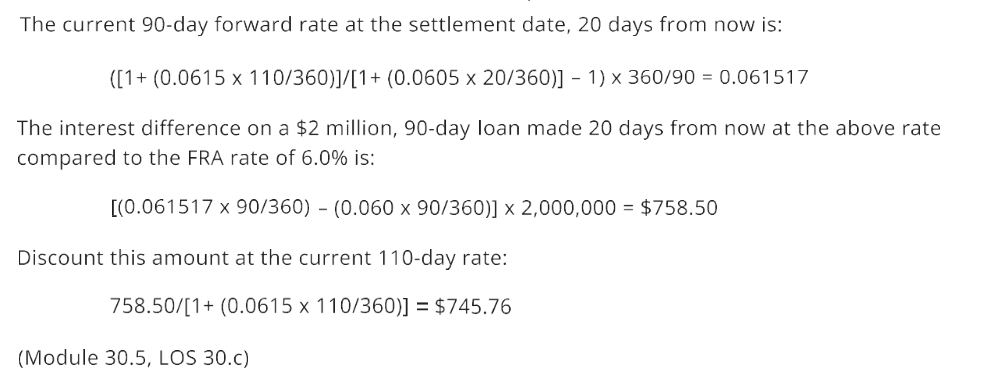 The current 90-day forward rate at the settlement date, 20 days from now is:
([1+ (0.0615 x 110/360)]/[1+ (0.0605 x 20/360)] – 1) x 360/90 = 0.061517
The interest difference on a $2 million, 90-day loan made 20 days from now at the above rate
compared to the FRA rate of 6.0% is:
[(0.061517 x 90/360) – (0.060 x 90/360)] x 2,000,000 = $758.50
Discount this amount at the current 110-day rate:
758.50/[1+ (0.0615 x 110/360)] = $745.76
(Module 30.5, LOS 30.c)